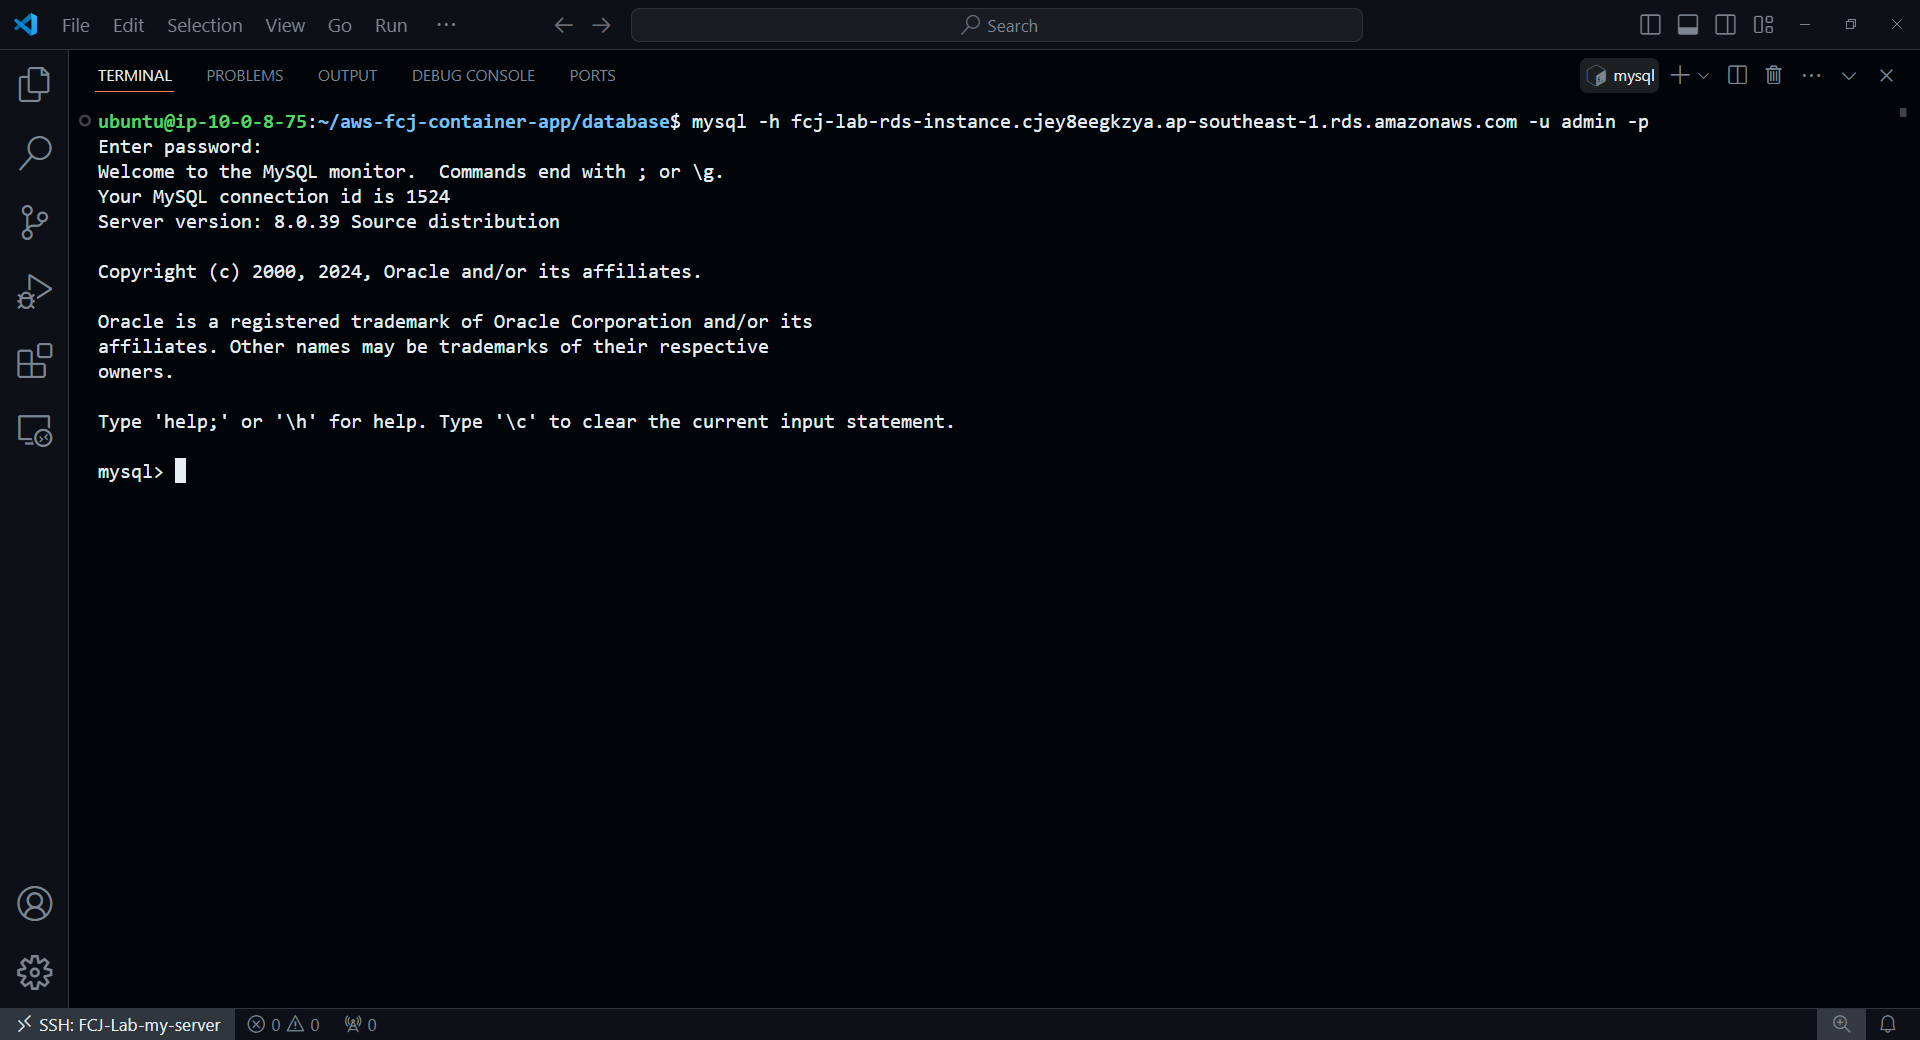 File Edit Selection View Go Run ···
Search
TERMINAL PROBLEMS OUTPUT DEBUG CONSOLE PORTS
mysql
ubuntu@ip-10-0-8-75:~/aws-fcj-container-app/database$ mysql -h fcj-lab-rds-instance.cjey8eegkzya.ap-southeast-1.rds.amazonaws.com -u admin -p
Enter password:
Welcome to the MySQL monitor.  Commands end with ; or \g.
Your MySQL connection id is 1524
Server version: 8.0.39 Source distribution
Copyright (c) 2000, 2024, Oracle and/or its affiliates.
Oracle is a registered trademark of Oracle Corporation and/or its
affiliates. Other names may be trademarks of their respective
owners.
Type 'help;' or '\h' for help. Type '\c' to clear the current input statement.
mysql>
SSH: FCJ-Lab-my-server 0 0 0